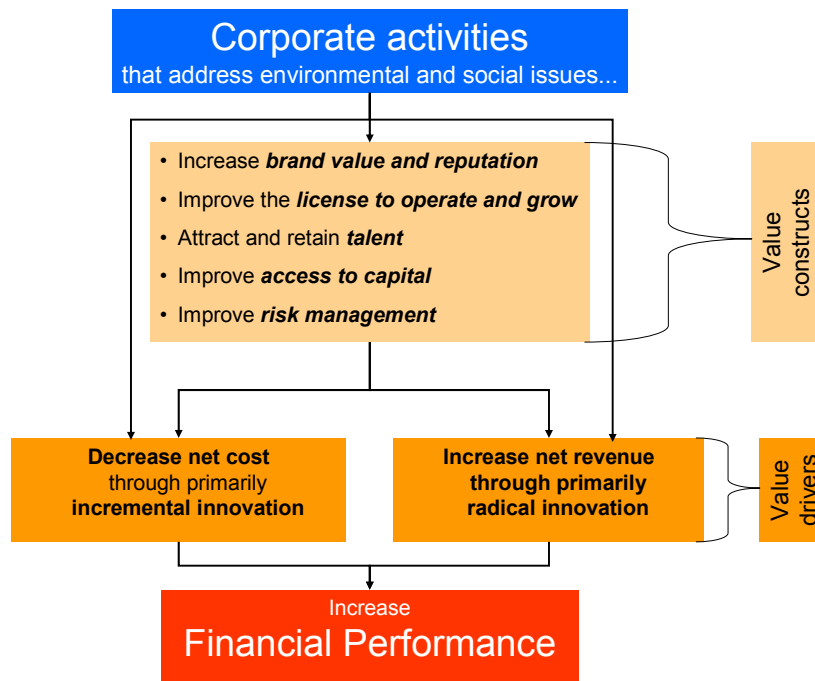 Corporate activities
that address environmental and social issues...
• Increase brand value and reputation
• Improve the license to operate and grow
• Attract and retain talent
• Improve access to capital
• Improve risk management
Value
constructs
Decrease net cost
through primarily
incremental innovation
Increase net revenue
through primarily
radical innovation
Value
drivers
Increase
Financial Performance